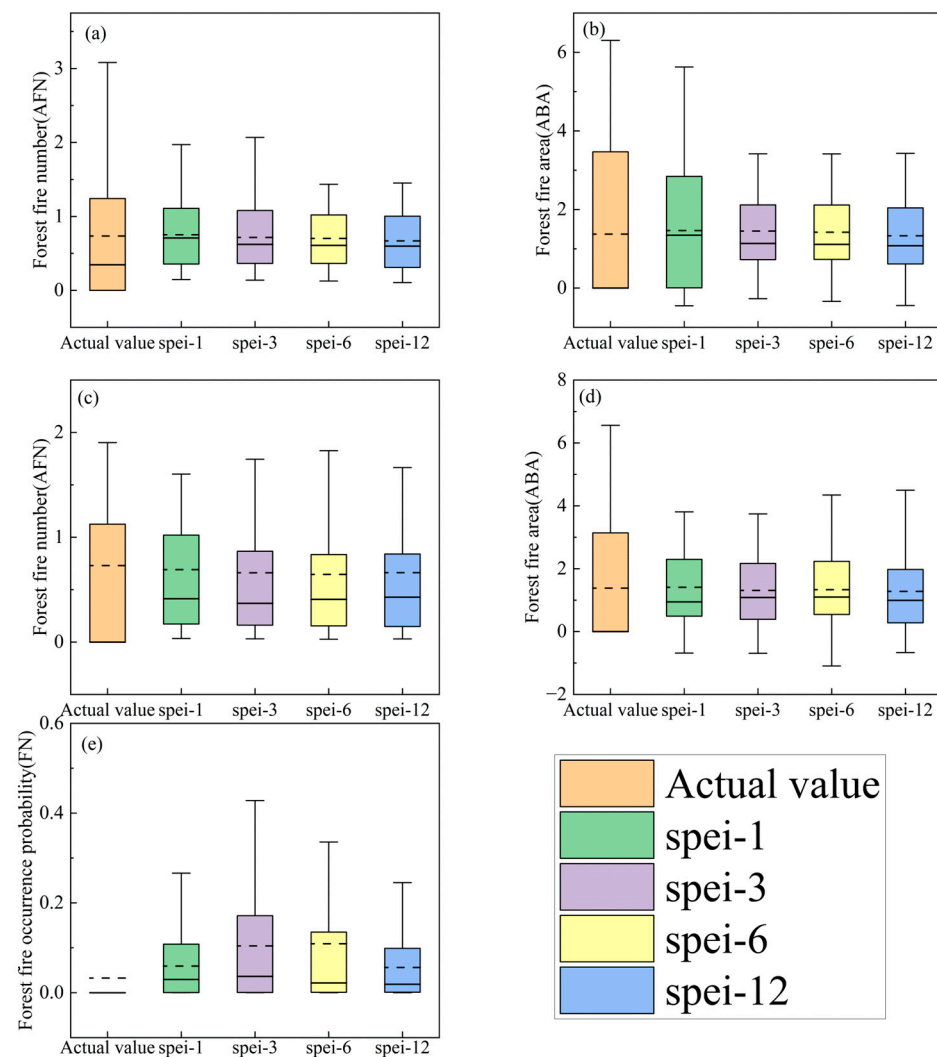 (a)
Forest fire number(AFN)
3
2
1
0
Actual value spei-1 spei-3 spei-6 spei-12
(b)
Forest fire area(ABA)
6
4
2
0
Actual value spei-1 spei-3 spei-6 spei-12
(c)
Forest fire number(AFN)
2
1
0
Actual value spei-1 spei-3 spei-6 spei-12
(d)
Forest fire area(ABA)
8
6
4
2
0
−2
Actual value spei-1 spei-3 spei-6 spei-12
(e)
Forest fire occurrence probability(FN)
0.6
0.4
0.2
0.0
Actual value spei-1 spei-3 spei-6 spei-12
Actual value
spei-1
spei-3
spei-6
spei-12